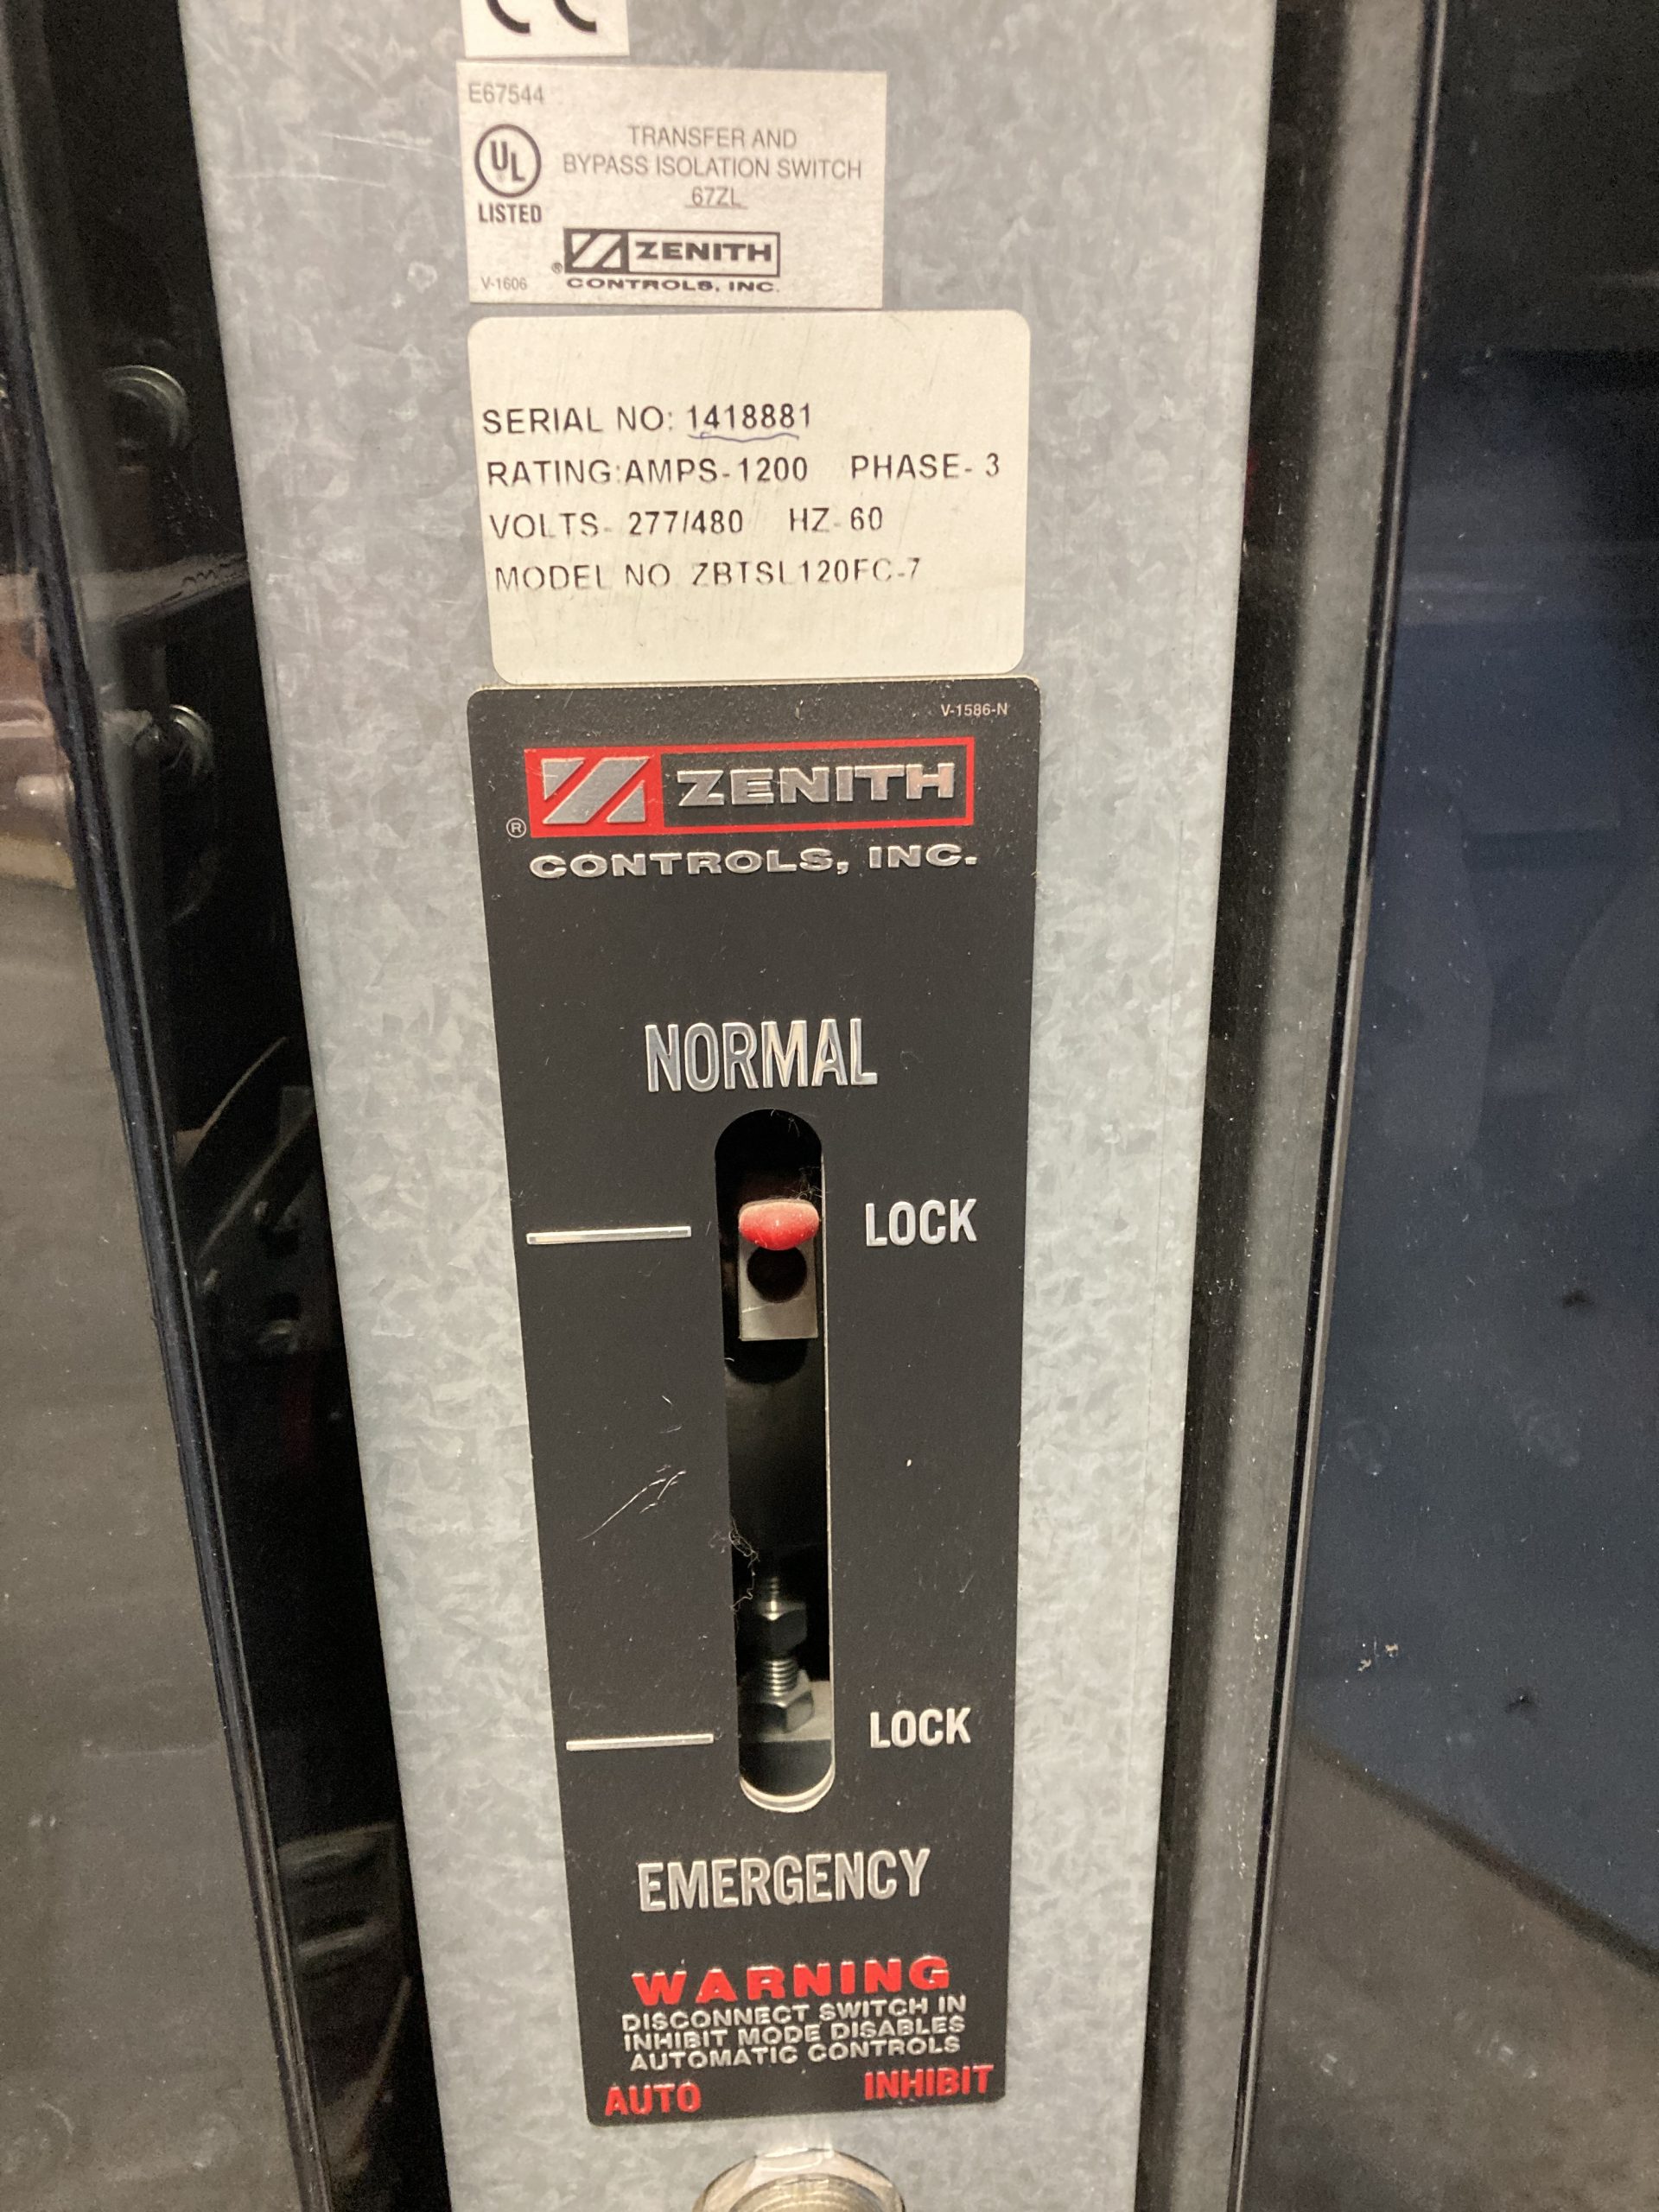 CE
E67544
UL
LISTED
TRANSFER AND
BYPASS ISOLATION SWITCH
67ZL
® ZENITH
CONTROLS, INC.
V-1606
SERIAL NO: 1418881
RATING:AMPS-1200 PHASE- 3
VOLTS- 277/480 HZ-60
MODEL NO. ZBTSL120FC-7
V-1586-N
ZENITH
® CONTROLS, INC.
NORMAL
LOCK
LOCK
EMERGENCY
WARNING
DISCONNECT SWITCH IN
INHIBIT MODE DISABLES
AUTOMATIC CONTROLS
AUTO INHIBIT